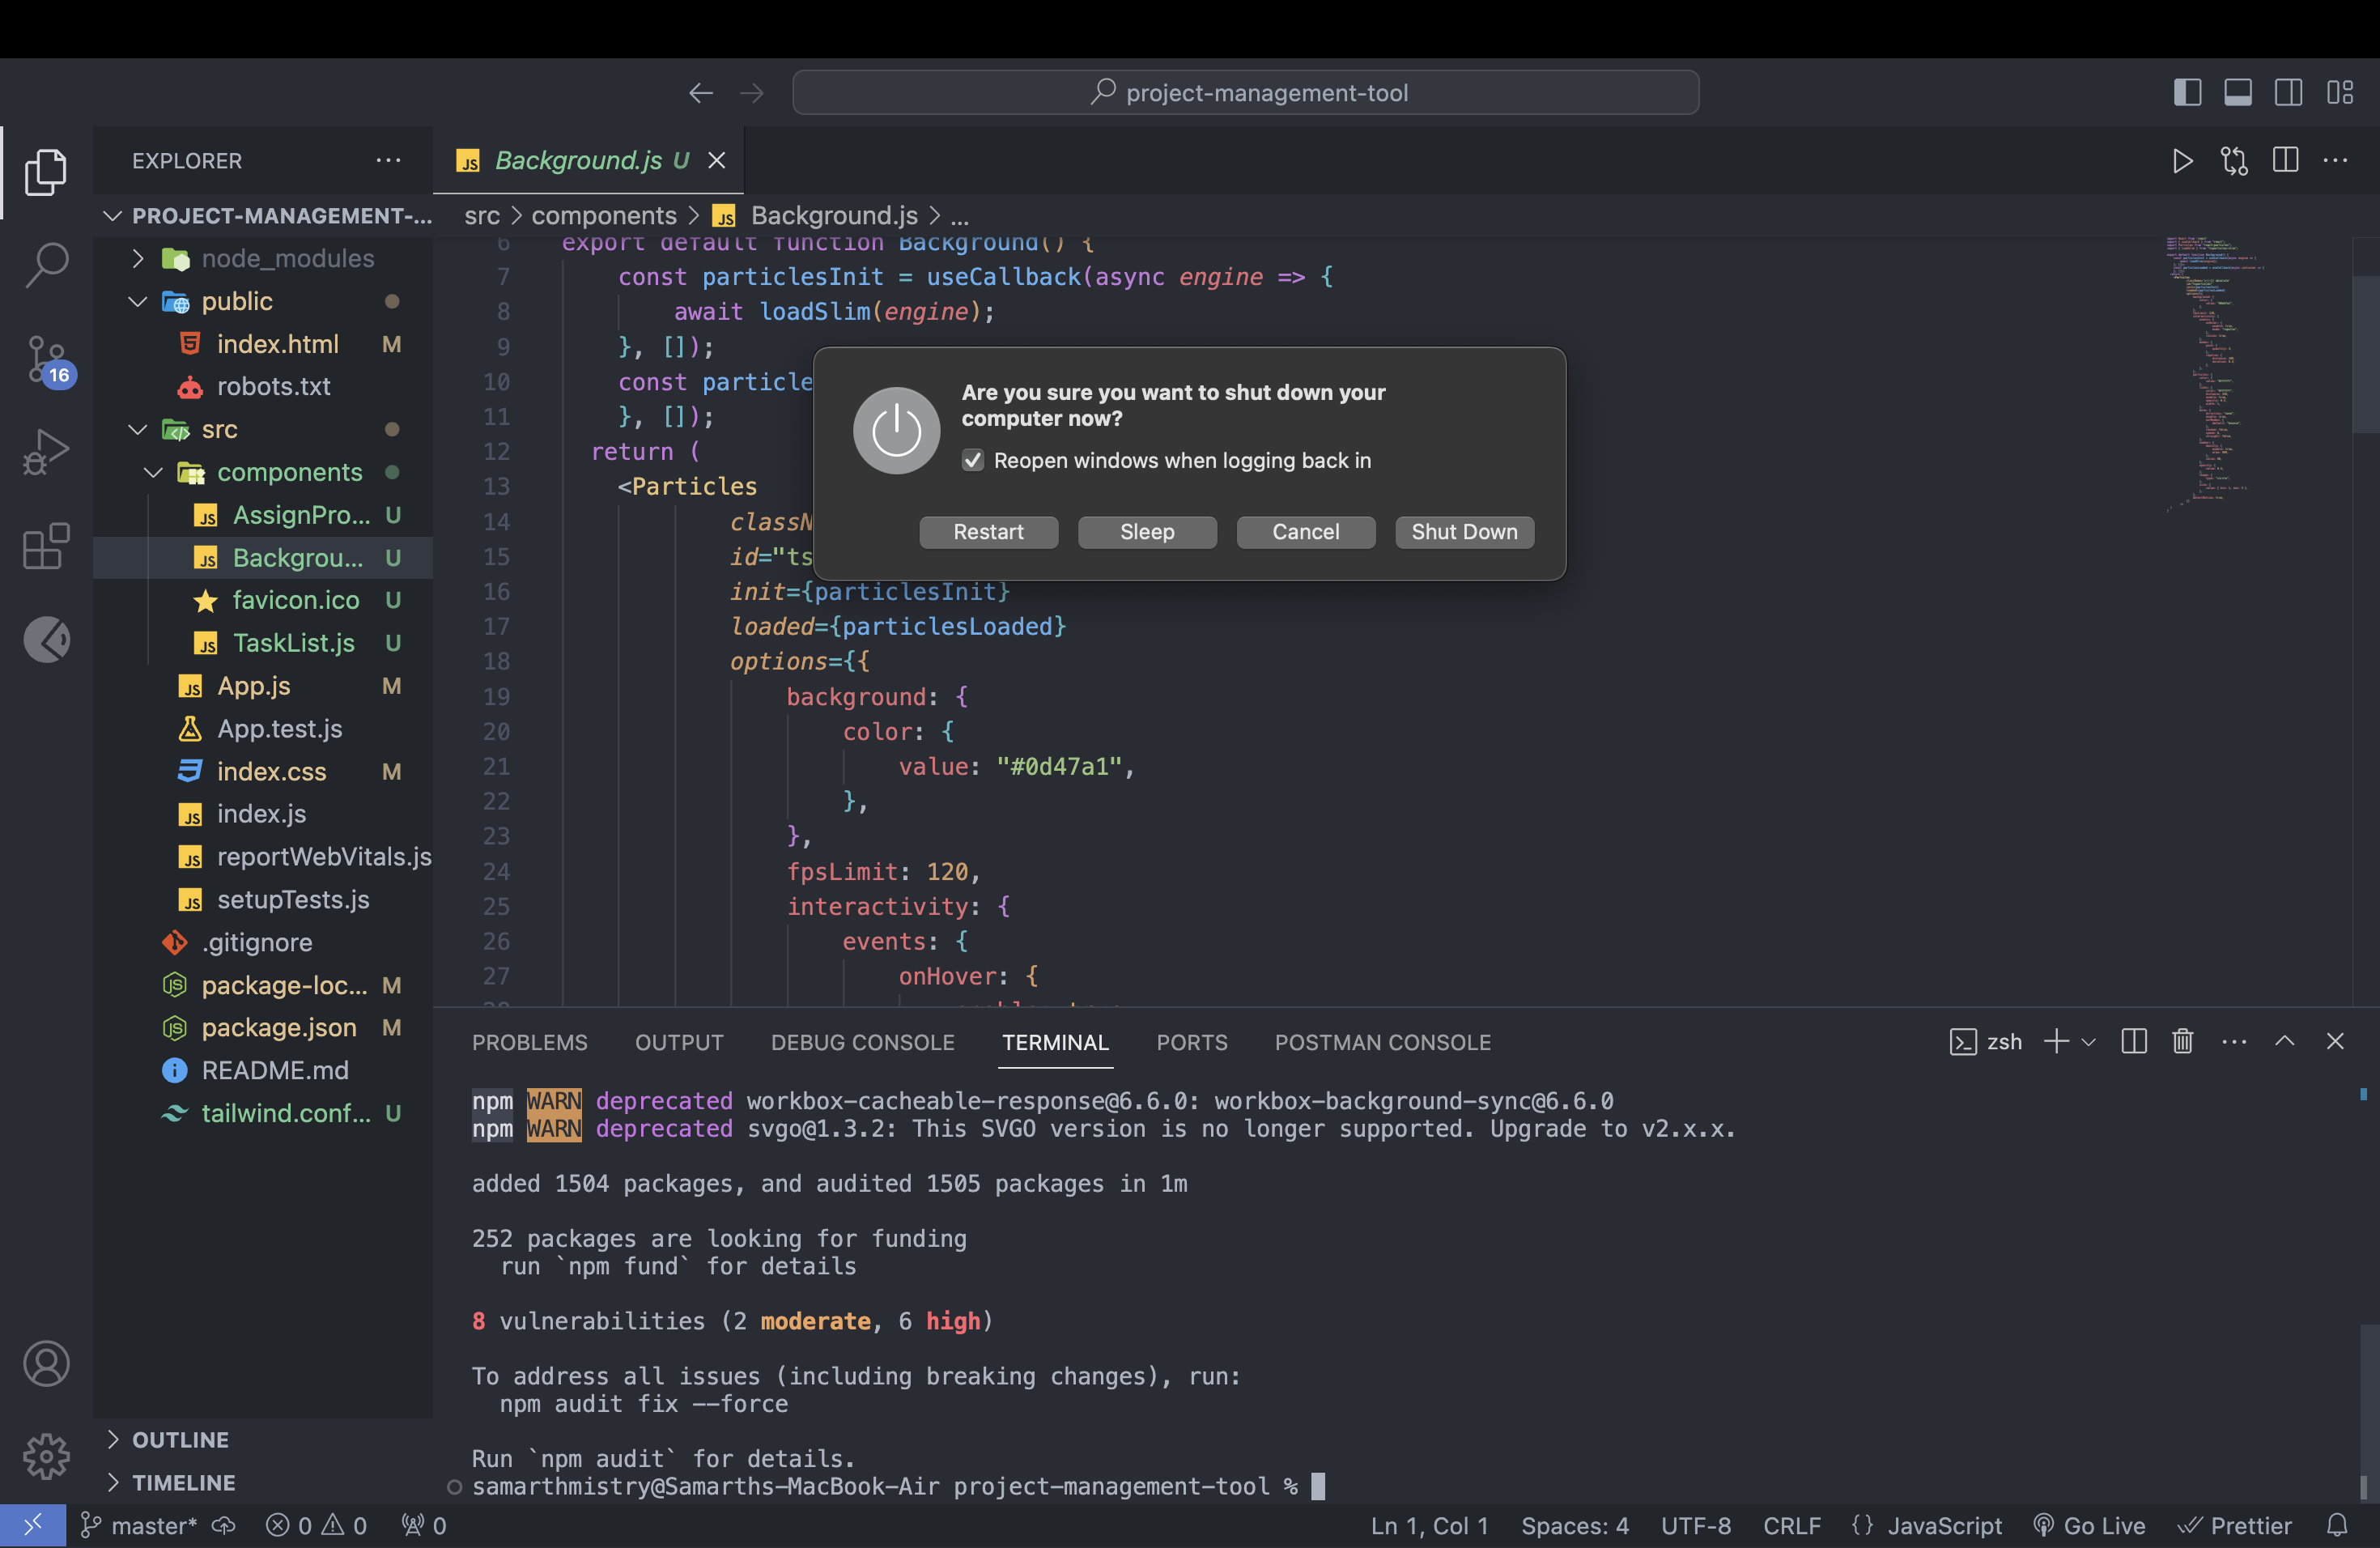 project-management-tool
EXPLORER
Background.js U
PROJECT-MANAGEMENT-...
src > components > JS Background.js > ...
node_modules
public
index.html M
robots.txt
src
components
AssignPro... U
Backgrou... U
favicon.ico U
TaskList.js U
App.js M
App.test.js
index.css M
index.js
reportWebVitals.js
setupTests.js
.gitignore
package-loc... M
package.json M
README.md
tailwind.conf... U
OUTLINE
TIMELINE
16
6 export default function Background() {
7 const particlesInit = useCallback(async engine => {
8 await loadSlim(engine);
9 }, []);
10 const particle
11 }, []);
12 return (
13 <Particles
14 classN
15 id="ts
16 init={particlesInit}
17 loaded={particlesLoaded}
18 options={{
19 background: {
20 color: {
21 value: "#0d47a1",
22 },
23 },
24 fpsLimit: 120,
25 interactivity: {
26 events: {
27 onHover: {
Are you sure you want to shut down your
computer now?
Reopen windows when logging back in
Restart Sleep Cancel Shut Down
PROBLEMS OUTPUT DEBUG CONSOLE TERMINAL PORTS POSTMAN CONSOLE
zsh
npm WARN deprecated workbox-cacheable-response@6.6.0: workbox-background-sync@6.6.0
npm WARN deprecated svgo@1.3.2: This SVGO version is no longer supported. Upgrade to v2.x.x.
added 1504 packages, and audited 1505 packages in 1m
252 packages are looking for funding
run `npm fund` for details
8 vulnerabilities (2 moderate, 6 high)
To address all issues (including breaking changes), run:
npm audit fix --force
Run `npm audit` for details.
samarthmistry@Samarths-MacBook-Air project-management-tool %
master* 0 0 0 Ln 1, Col 1 Spaces: 4 UTF-8 CRLF {} JavaScript Go Live Prettier